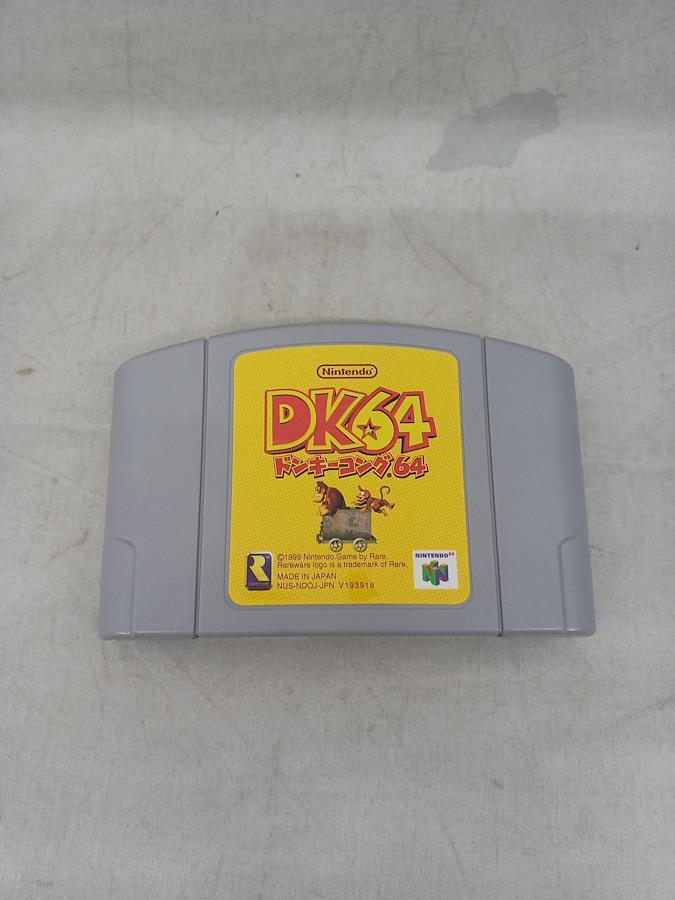 Nintendo
DK64
ドンキーコング64
©1999 Nintendo.Game by Rare.
Rareware logo is a trademark of Rare.
MADE IN JAPAN
NUS-NDOJ-JPN V193918
NINTENDO64